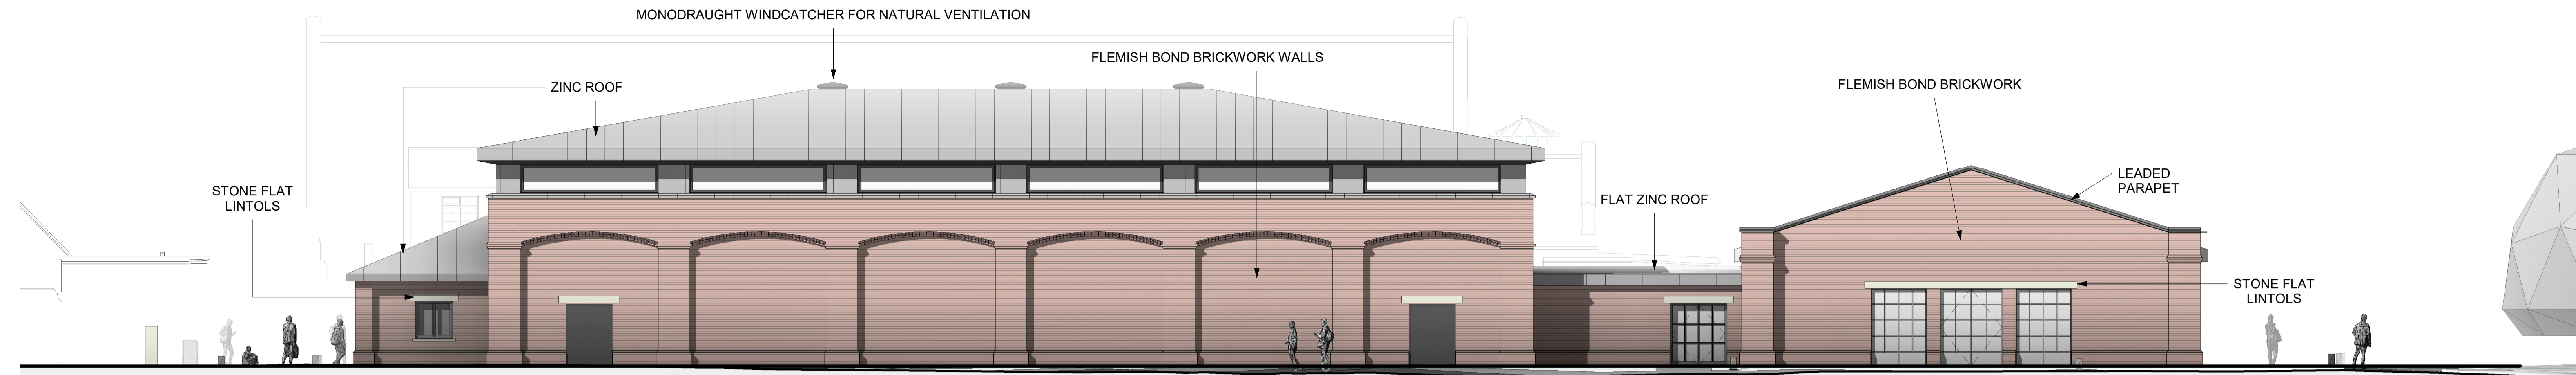 MONODRAUGHT WINDCATCHER FOR NATURAL VENTILATION
FLEMISH BOND BRICKWORK WALLS
ZINC ROOF
FLEMISH BOND BRICKWORK
LEADED
PARAPET
STONE FLAT
LINTOLS
FLAT ZINC ROOF
STONE FLAT
LINTOLS